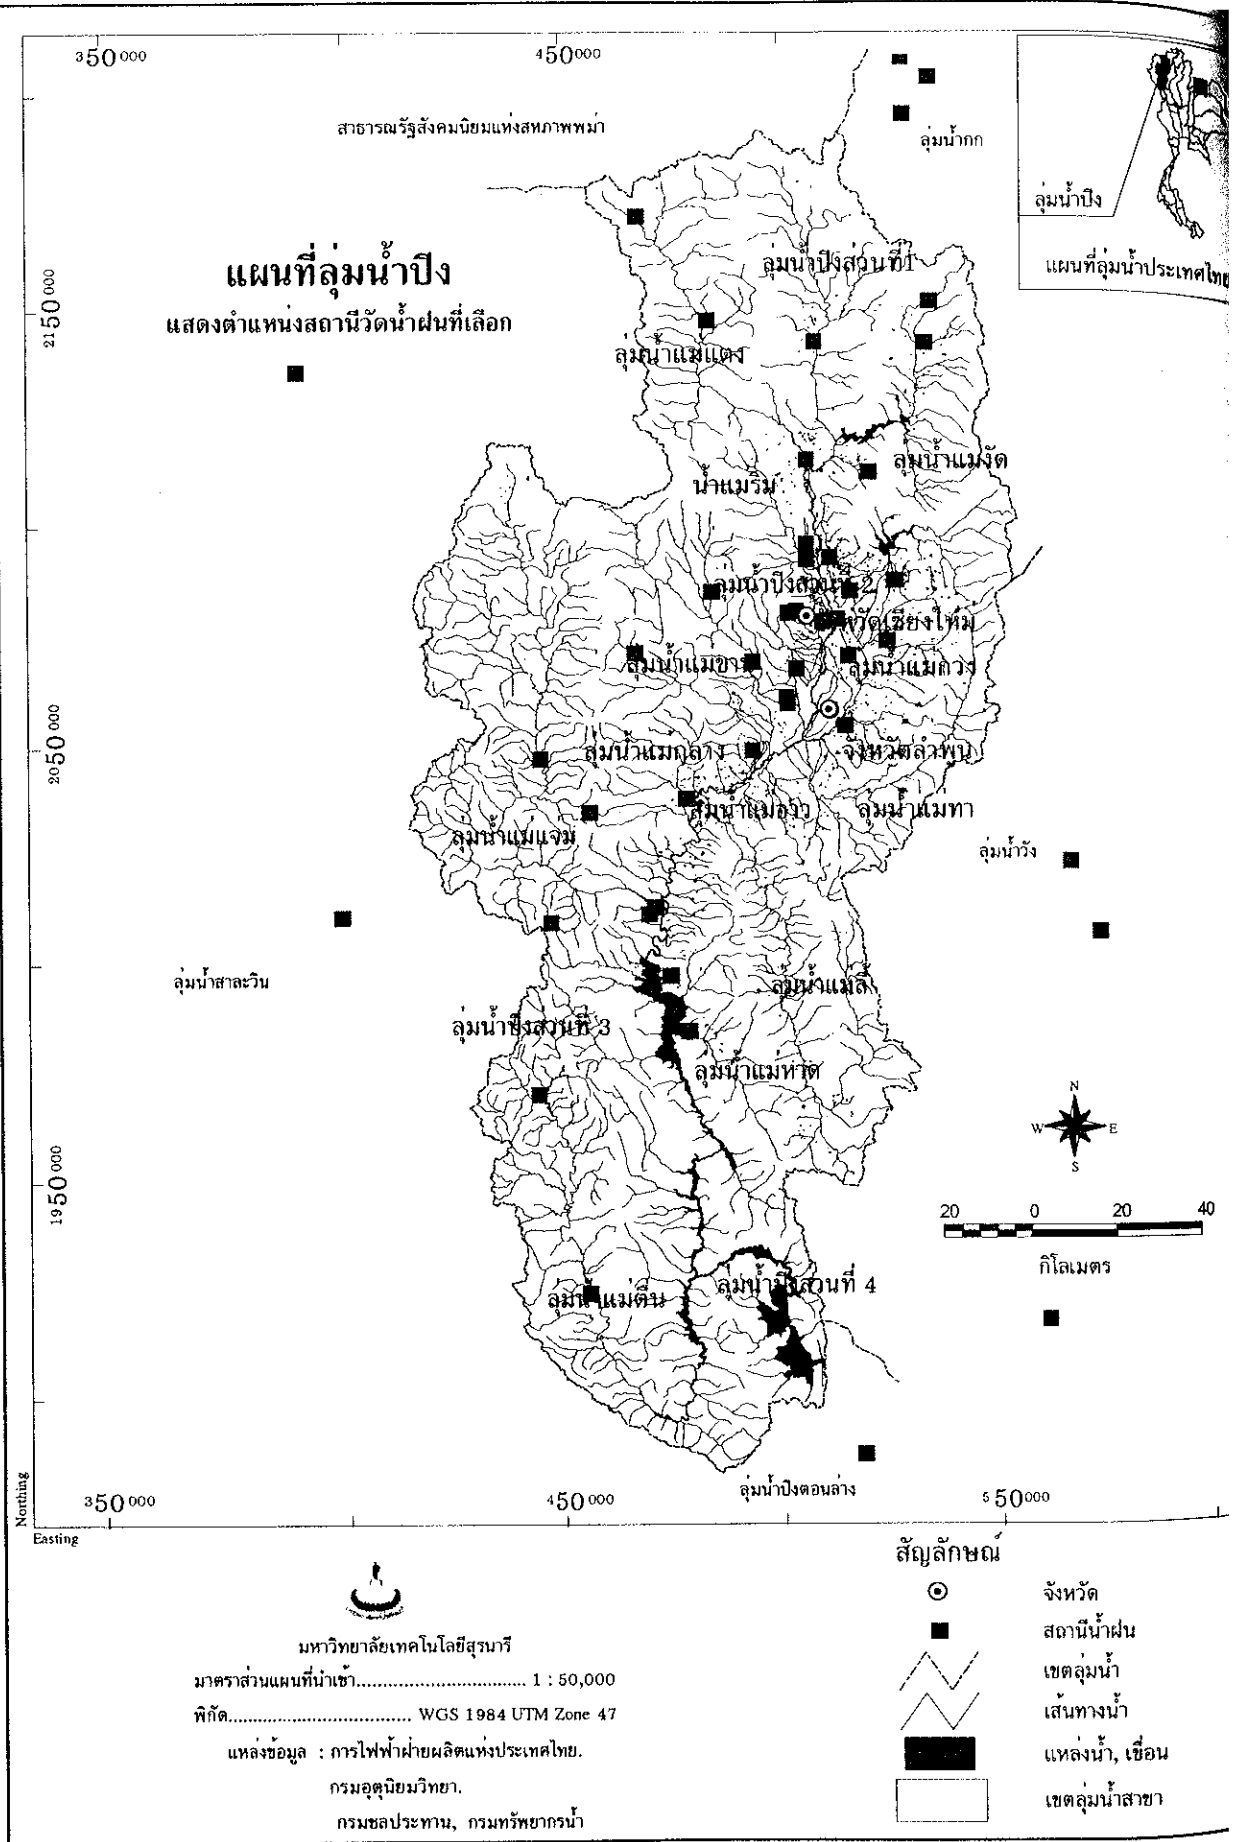 350000
450000
สาธารณรัฐสังคมนิยมแห่งสหภาพพม่า
ลุ่มน้ำกก
ลุ่มน้ำปิง
แผนที่ลุ่มน้ำประเทศไทย
แผนที่ลุ่มน้ำปิง
แสดงตำแหน่งสถานีวัดน้ำฝนที่เลือก
2150000
ลุ่มน้ำปิงส่วนที่1
ลุ่มน้ำแม่แตง
ลุ่มน้ำแม่งัด
น้ำแม่ริม
ลุ่มน้ำปิงส่วนที่ 2
จังหวัดเชียงใหม่
ลุ่มน้ำแม่ขาน
ลุ่มน้ำแม่กวง
2050000
ลุ่มน้ำแม่กลาง
จังหวัดลำพูน
ลุ่มน้ำแม่ทา
ลุ่มน้ำแม่แจ่ม
ลุ่มน้ำวัง
ลุ่มน้ำสาละวิน
ลุ่มน้ำแม่ลี้
ลุ่มน้ำปิงส่วนที่ 3
ลุ่มน้ำแม่หาด
N
W E
S
1950000
20 0 20 40
กิโลเมตร
ลุ่มน้ำแม่ตื่น
ลุ่มน้ำปิงส่วนที่ 4
ลุ่มน้ำปิงตอนล่าง
Northing
350000
450000
550000
Easting
สัญลักษณ์
จังหวัด
สถานีน้ำฝน
เขตลุ่มน้ำ
เส้นทางน้ำ
แหล่งน้ำ, เขื่อน
เขตลุ่มน้ำสาขา
มหาวิทยาลัยเทคโนโลยีสุรนารี
มาตราส่วนแผนที่นำเข้า................................ 1 : 50,000
พิกัด.................................. WGS 1984 UTM Zone 47
แหล่งข้อมูล : การไฟฟ้าฝ่ายผลิตแห่งประเทศไทย.
กรมอุตุนิยมวิทยา.
กรมชลประทาน, กรมทรัพยากรน้ำ